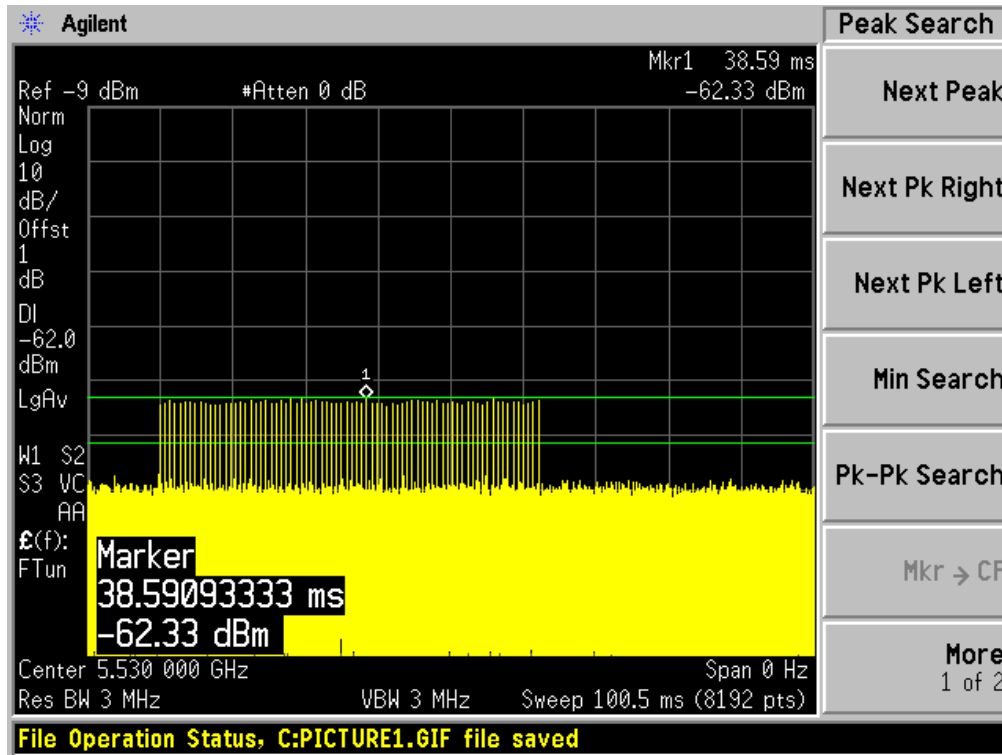 Agilent
Peak Search
Mkr1 38.59 ms
Ref -9 dBm #Atten 0 dB -62.33 dBm
Norm
Log
10
dB/
Offst
1
dB
DI
-62.0
dBm
LgAv
1
W1 S2
S3 VC
AA
£(f):
FTun
Marker
38.59093333 ms
-62.33 dBm
Center 5.530 000 GHz Span 0 Hz
Res BW 3 MHz VBW 3 MHz Sweep 100.5 ms (8192 pts)
File Operation Status, C:PICTURE1.GIF file saved
Next Peak
Next Pk Right
Next Pk Left
Min Search
Pk-Pk Search
Mkr → CF
More
1 of 2